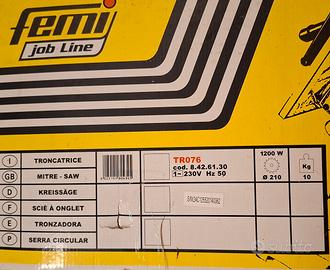 femi
job Line
I TRONCATRICE
GB MITRE - SAW
D KREISSÄGE
F SCIE À ONGLET
E TRONZADORA
P SERRA CIRCULAR
TR076
cod. 8.42.61.30
1~ 230V Hz 50
1200 W
Ø 210
Kg
10